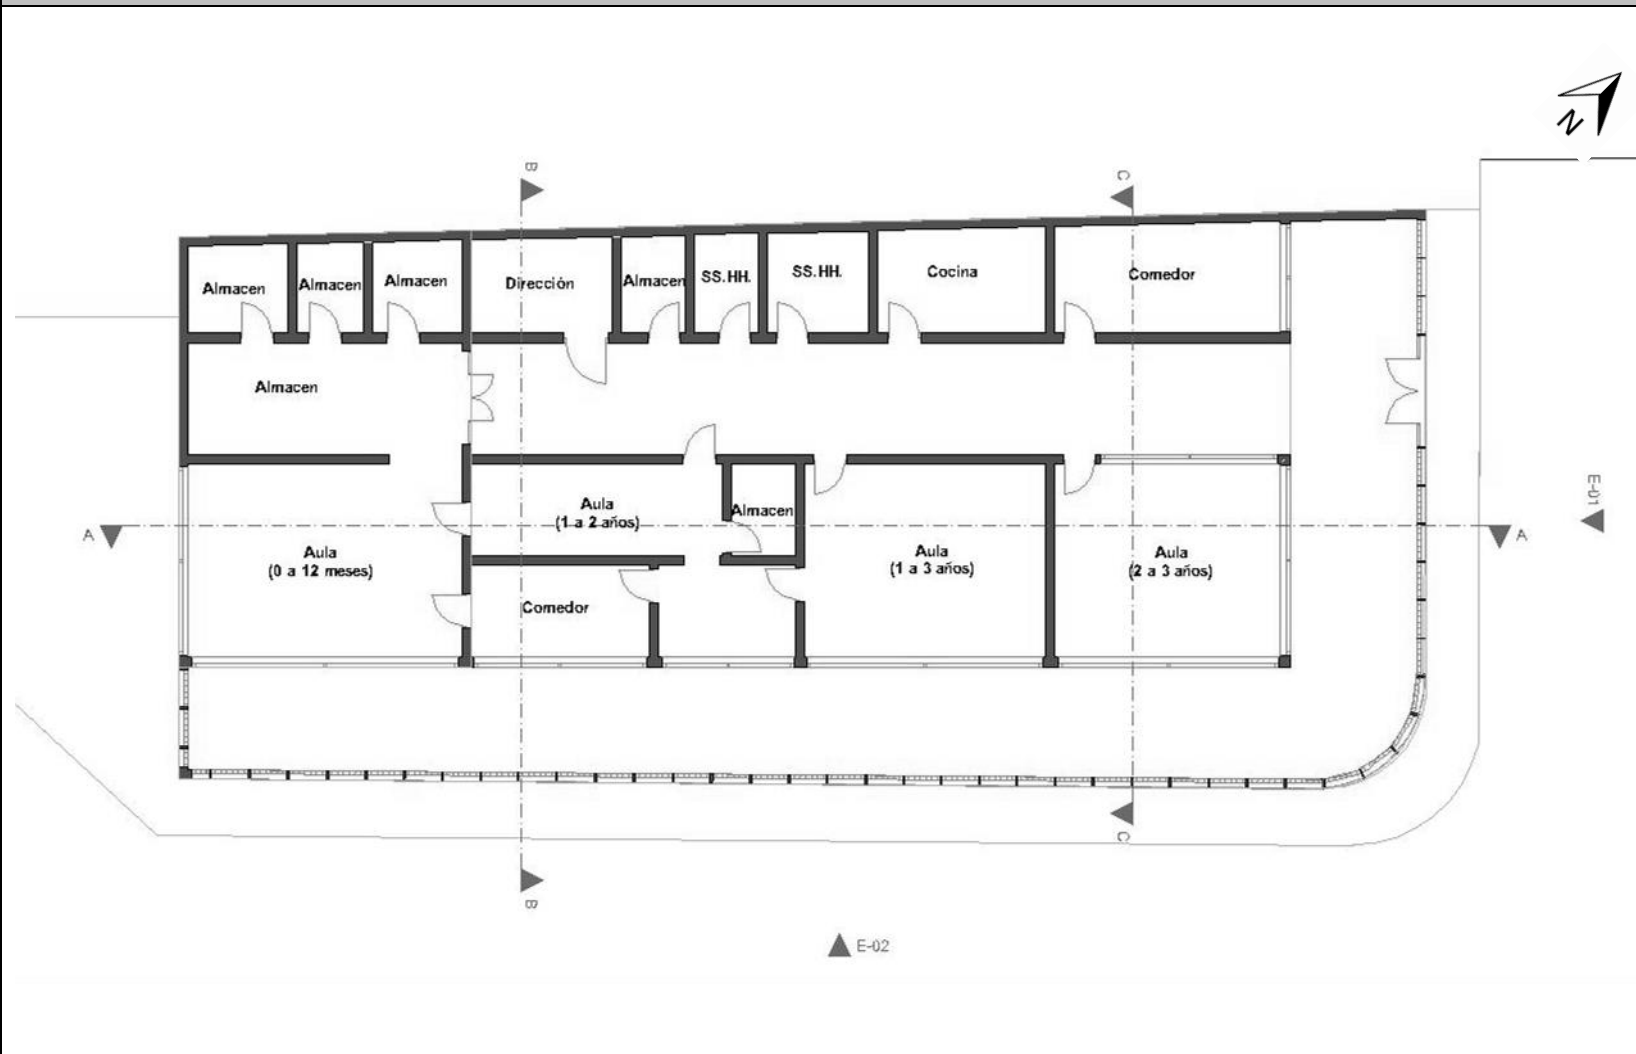 N
B
C
Almacen
Almacen
Almacen
Dirección
Almacen
SS.HH.
SS.HH.
Cocina
Comedor
Almacen
Aula
(1 a 2 años)
Almacen
E-01
A
A
Aula
(0 a 12 meses)
Aula
(1 a 3 años)
Aula
(2 a 3 años)
Comedor
C
B
E-02